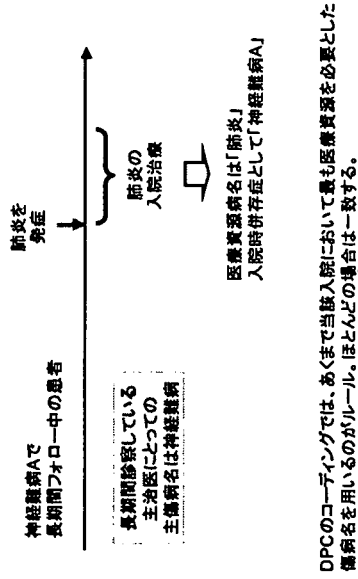 神経難病Aで
長期間フォロー中の患者
肺炎を
発症
長期間診察している
主治医にとっての
主傷病名は神経難病
肺炎の
入院治療
医療資源病名は「肺炎」
入院時併存症として「神経難病A」
DPCのコーディングでは、あくまで当該入院において最も医療資源を必要とした
傷病名を用いるのがルール。ほとんどの場合は一致する。